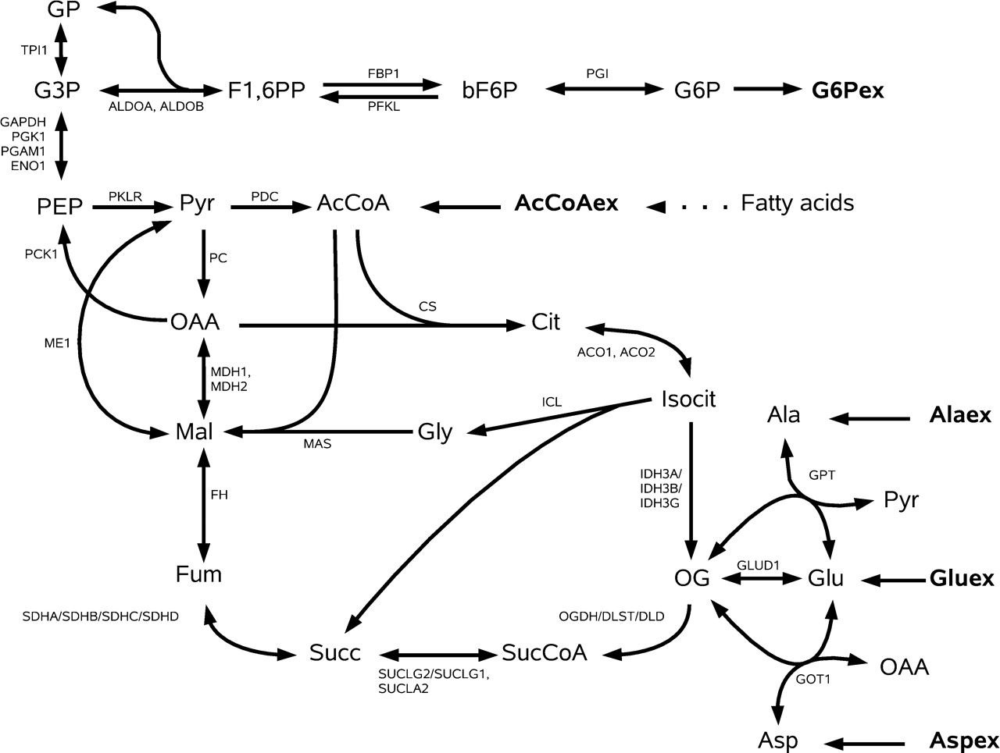 GP
TPI1
G3P
ALDOA, ALDOB
F1,6PP
FBP1
PFKL
bF6P
PGI
G6P
G6Pex
GAPDH
PGK1
PGAM1
ENO1
PEP
PKLR
Pyr
PDC
AcCoA
AcCoAex
Fatty acids
PCK1
PC
OAA
CS
Cit
ME1
ACO1, ACO2
MDH1,
MDH2
Isocit
ICL
Mal
MAS
Gly
Ala
Alaex
IDH3A/
IDH3B/
IDH3G
GPT
Pyr
FH
Fum
OG
GLUD1
Glu
Gluex
SDHA/SDHB/SDHC/SDHD
OGDH/DLST/DLD
Succ
SucCoA
SUCLG2/SUCLG1,
SUCLA2
GOT1
OAA
Asp
Aspex